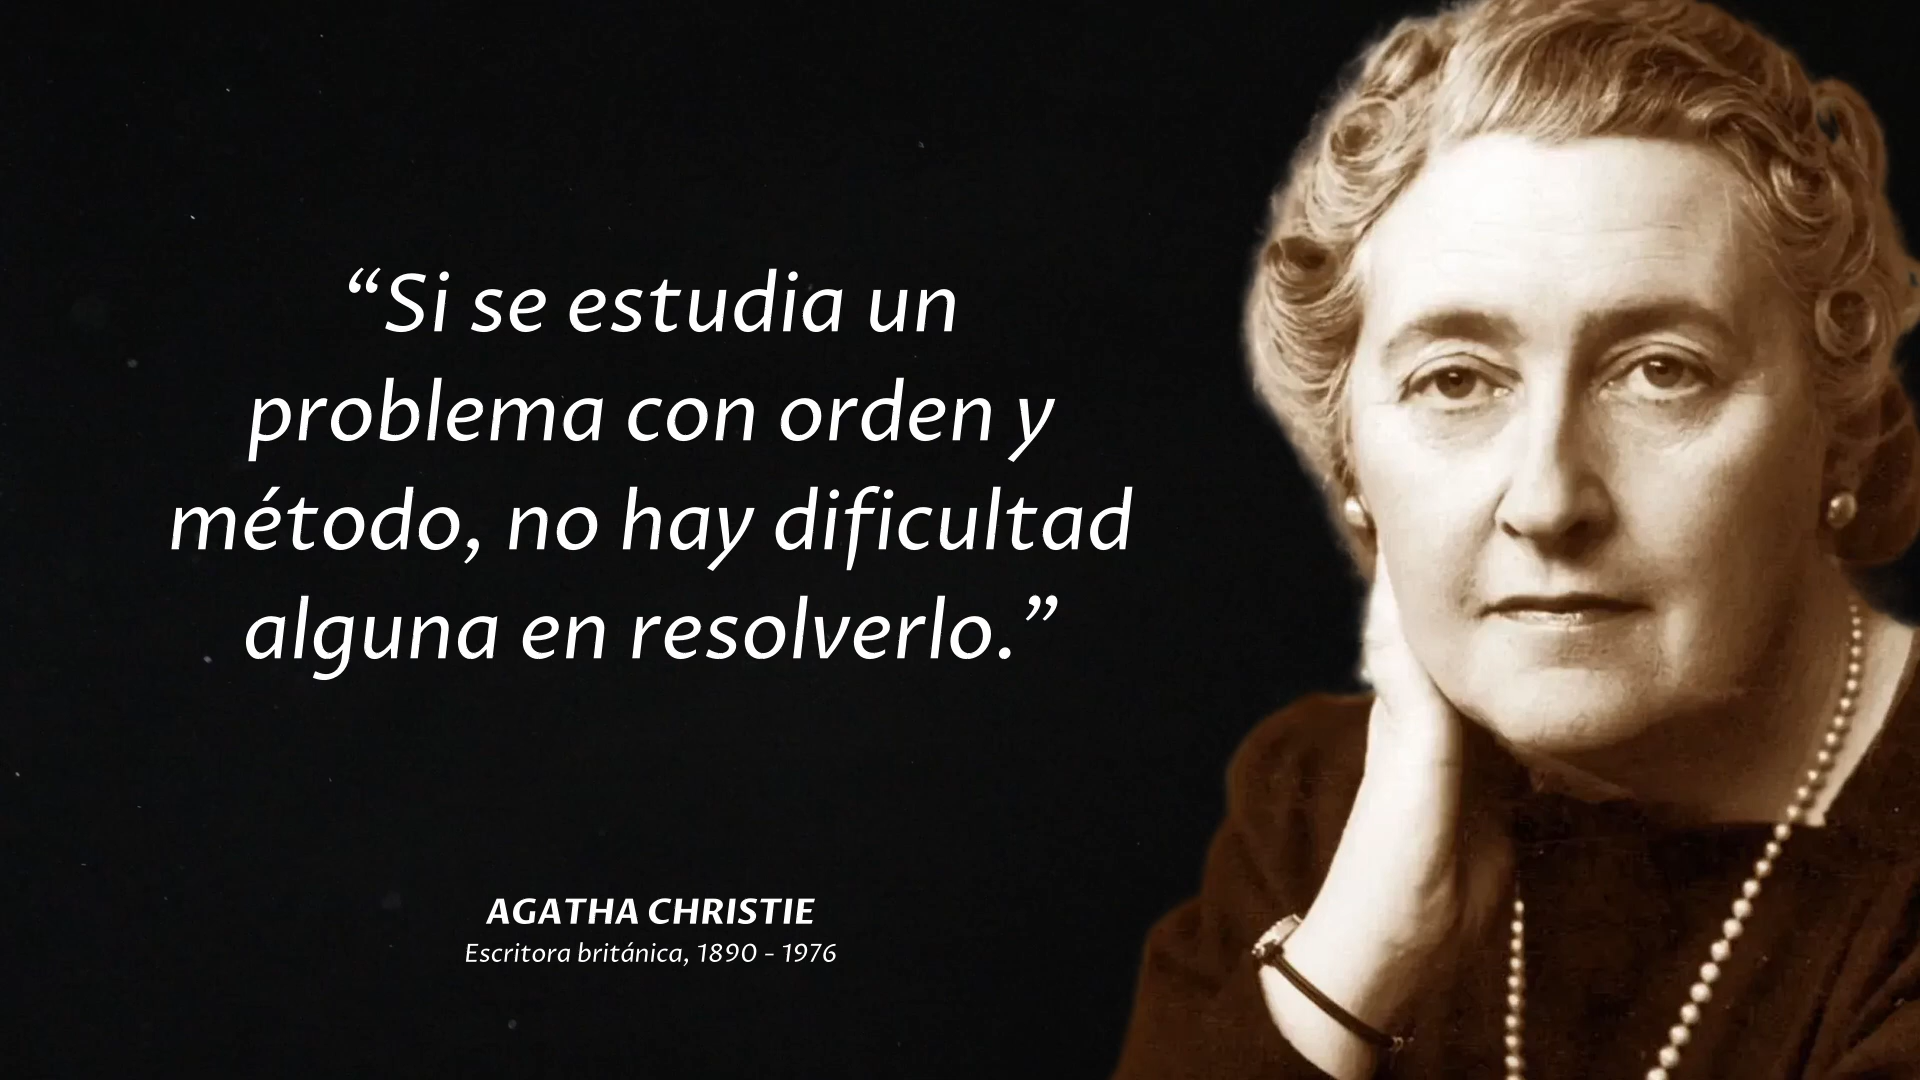 “Si se estudia un
problema con orden y
método, no hay dificultad
alguna en resolverlo.”
AGATHA CHRISTIE
Escritora británica, 1890 - 1976